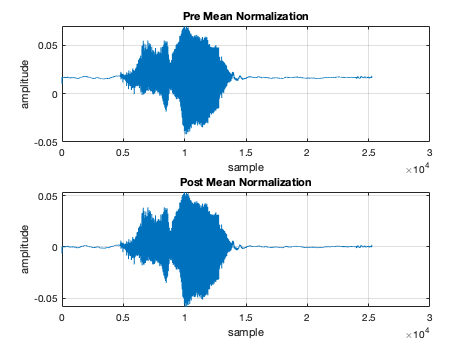 Pre Mean Normalization
0.05
0
-0.05
amplitude
0 0.5 1 1.5 2 2.5 3
sample
×10^4
Post Mean Normalization
0.05
0
-0.05
amplitude
0 0.5 1 1.5 2 2.5 3
sample
×10^4